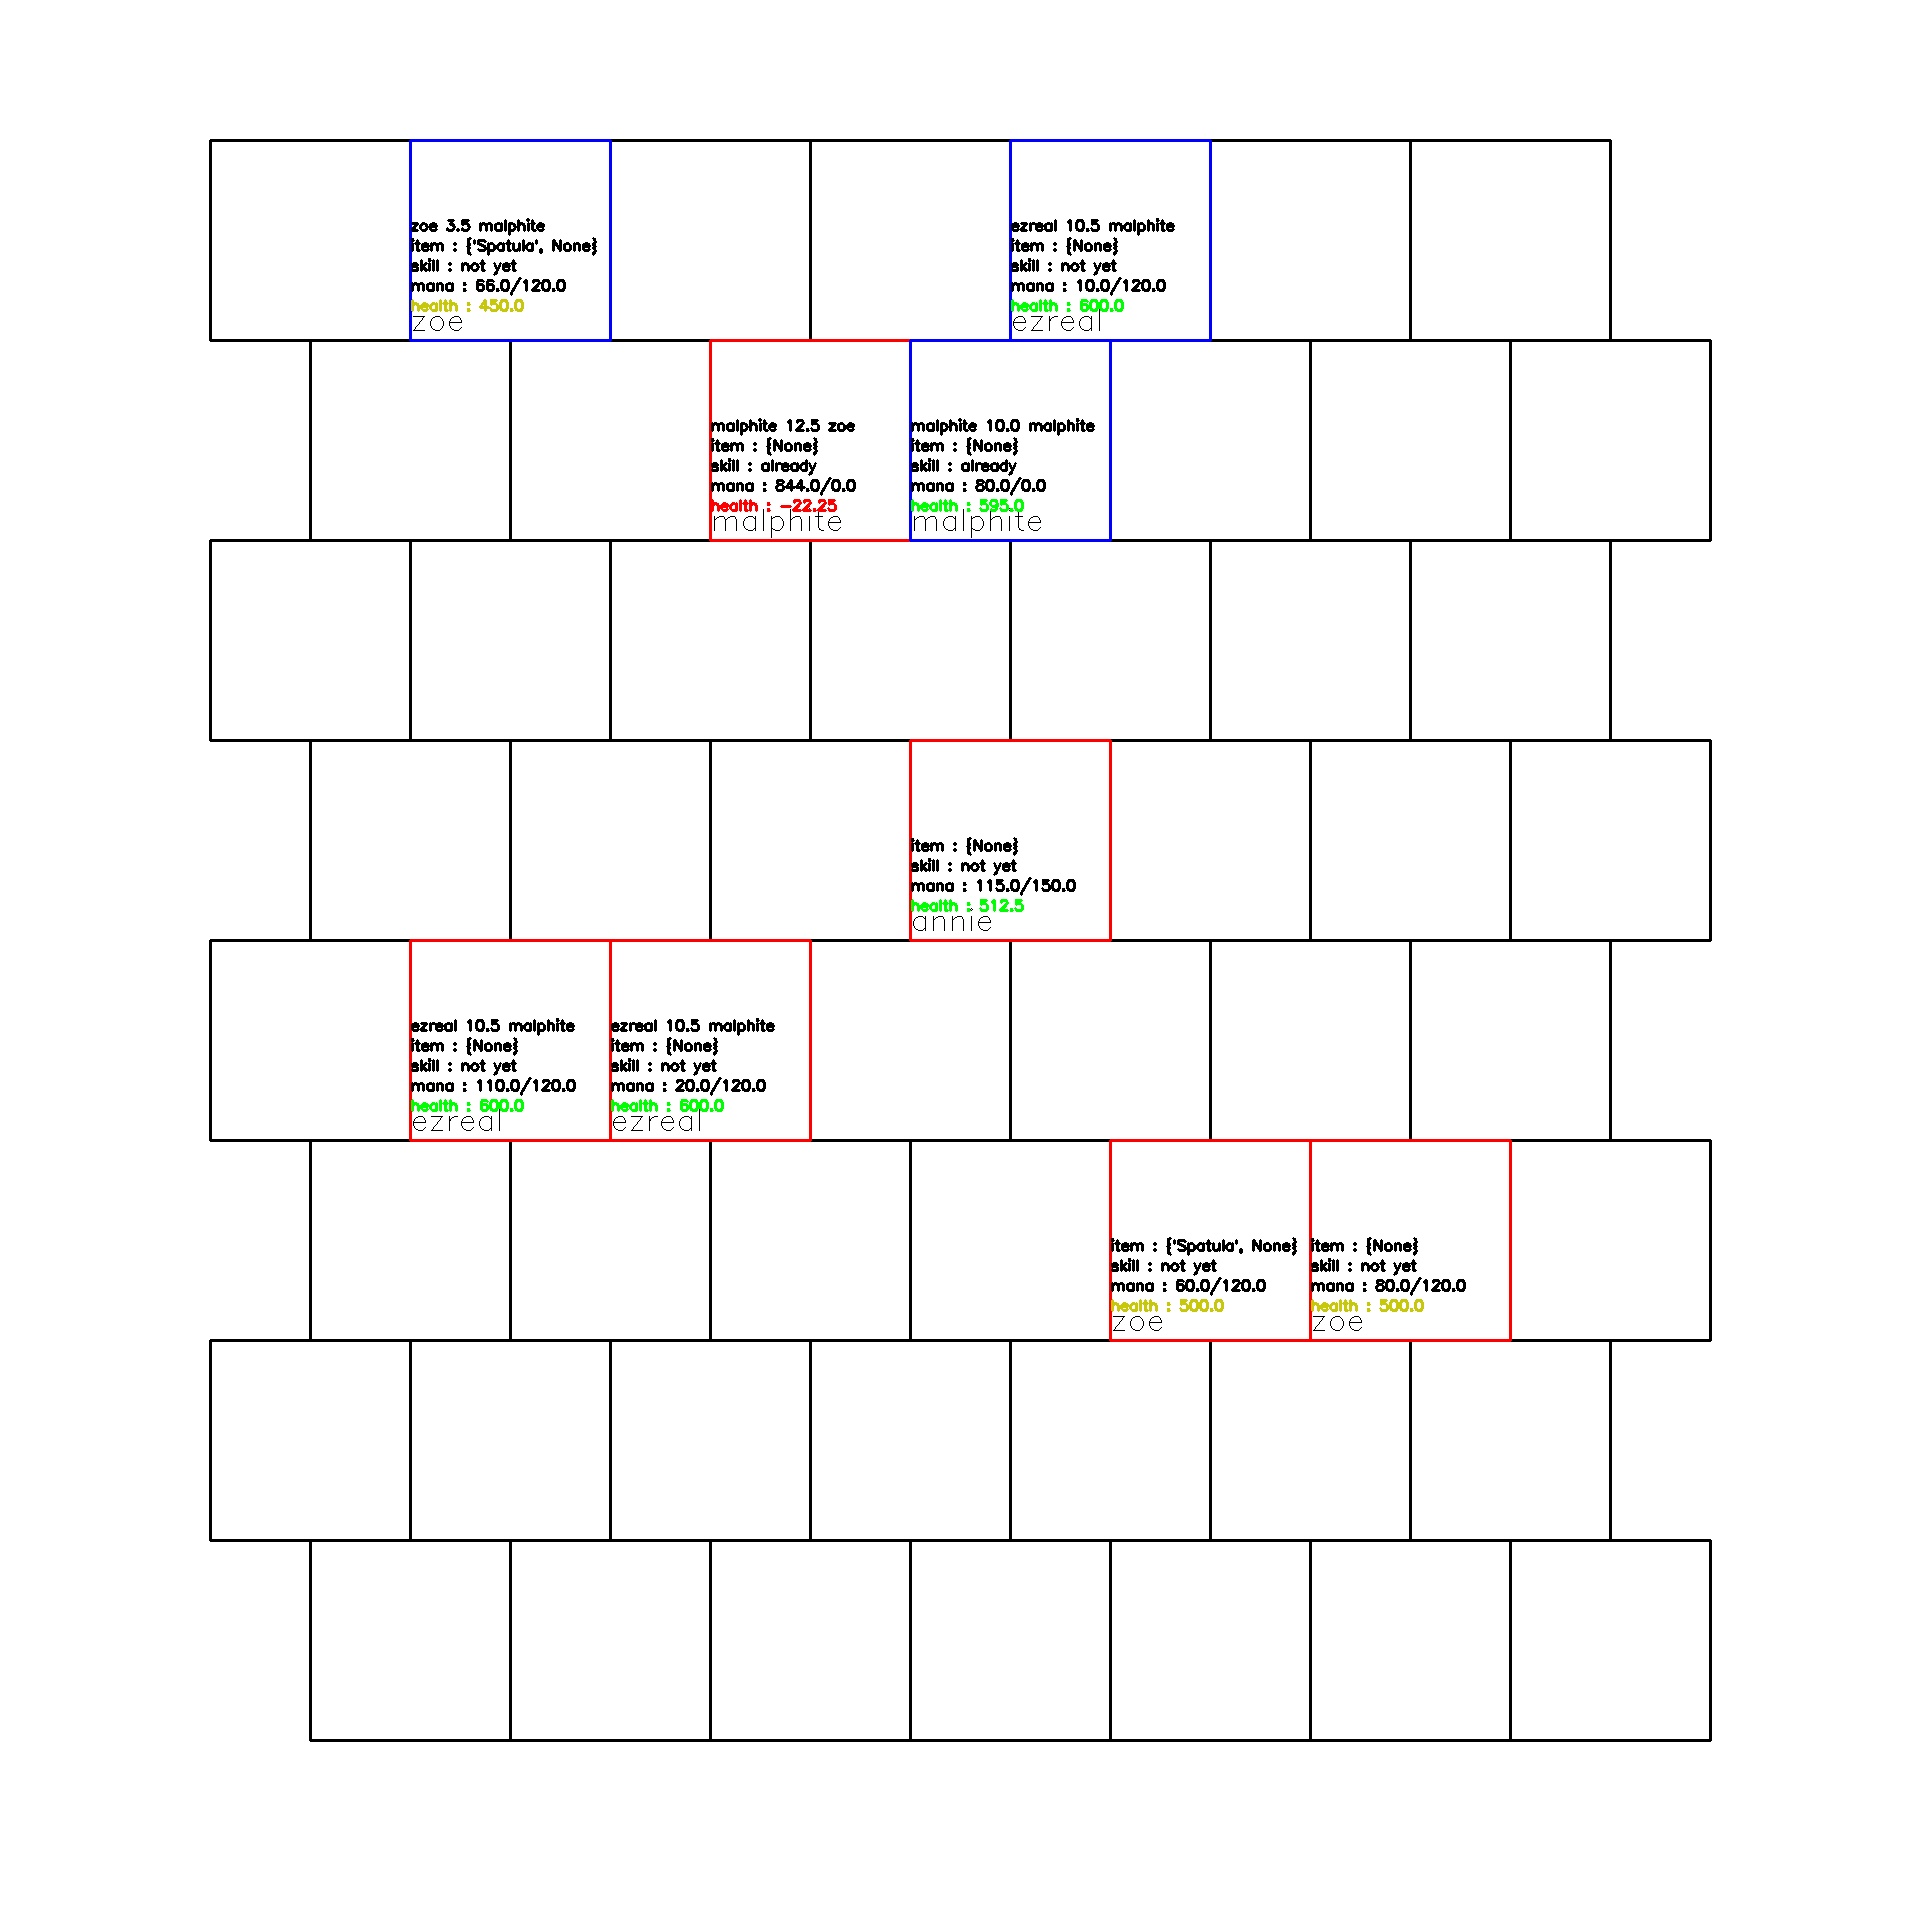 zoe 3.5 malphite
item : {'Spatula', None}
skill : not yet
mana : 66.0/120.0
health : 450.0
zoe
ezreal 10.5 malphite
item : {None}
skill : not yet
mana : 10.0/120.0
health : 600.0
ezreal
malphite 12.5 zoe
item : {None}
skill : already
mana : 844.0/0.0
health : -22.25
malphite
malphite 10.0 malphite
item : {None}
skill : already
mana : 80.0/0.0
health : 595.0
malphite
item : {None}
skill : not yet
mana : 115.0/150.0
health : 512.5
annie
ezreal 10.5 malphite
item : {None}
skill : not yet
mana : 110.0/120.0
health : 600.0
ezreal
ezreal 10.5 malphite
item : {None}
skill : not yet
mana : 20.0/120.0
health : 600.0
ezreal
item : {'Spatula', None}
skill : not yet
mana : 60.0/120.0
health : 500.0
zoe
item : {None}
skill : not yet
mana : 80.0/120.0
health : 500.0
zoe